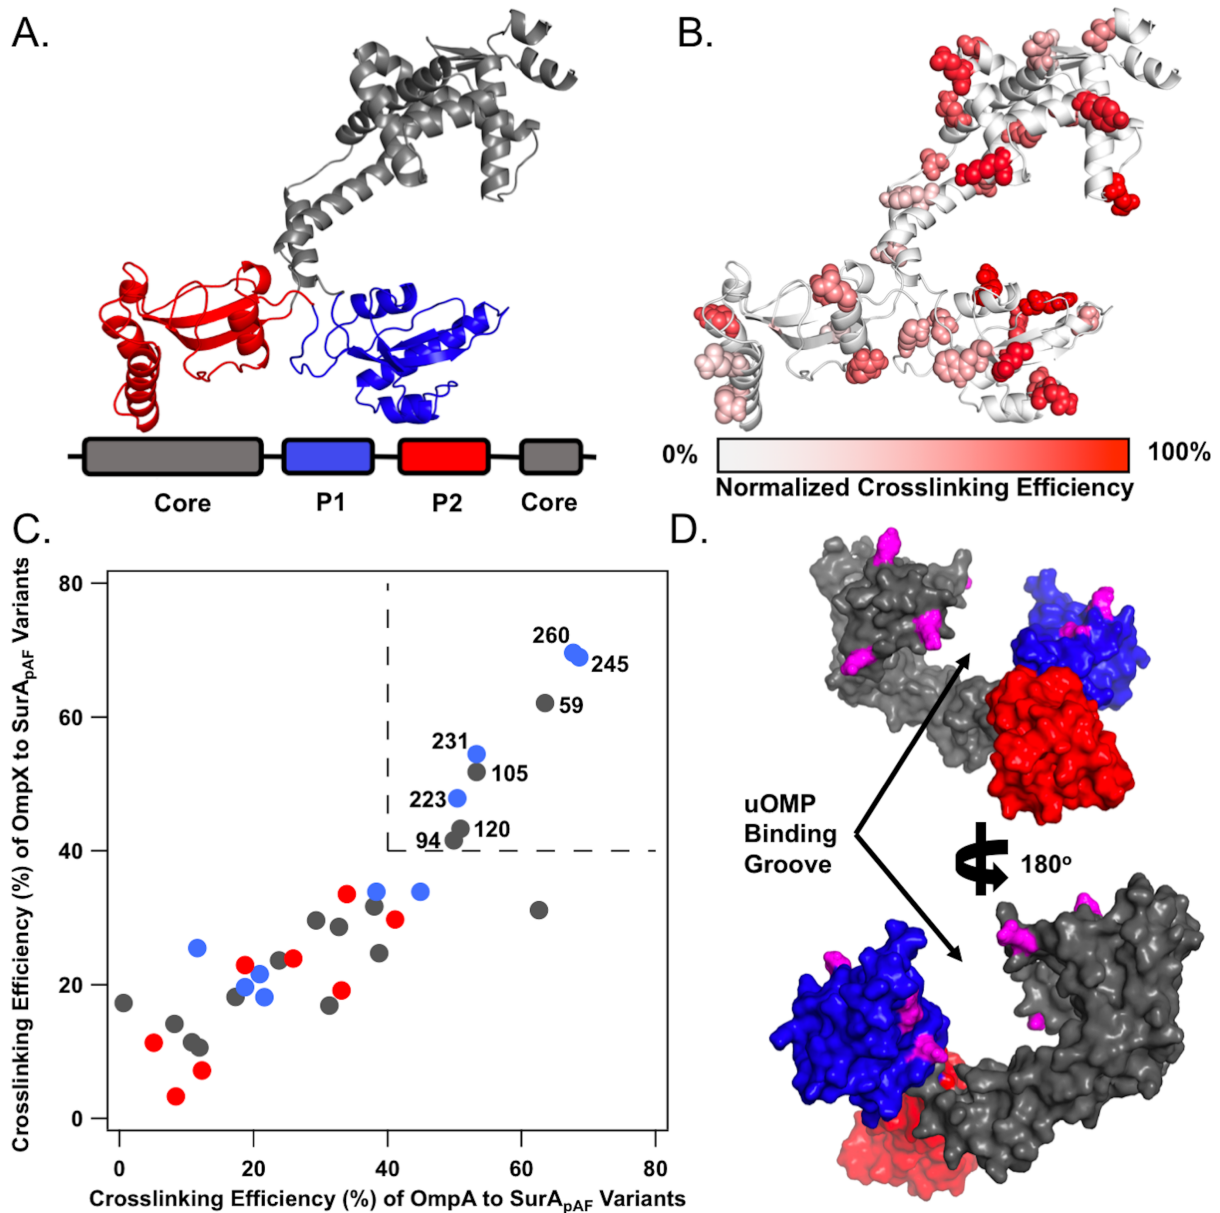 A.
B.
Core
P1
P2
Core
0%
100%
Normalized Crosslinking Efficiency
C.
Crosslinking Efficiency (%) of OmpX to SurApAF Variants
80
60
40
20
0
260
245
59
231
105
223
120
94
0
20
40
60
80
Crosslinking Efficiency (%) of OmpA to SurApAF Variants
D.
uOMP
Binding
Groove
180o